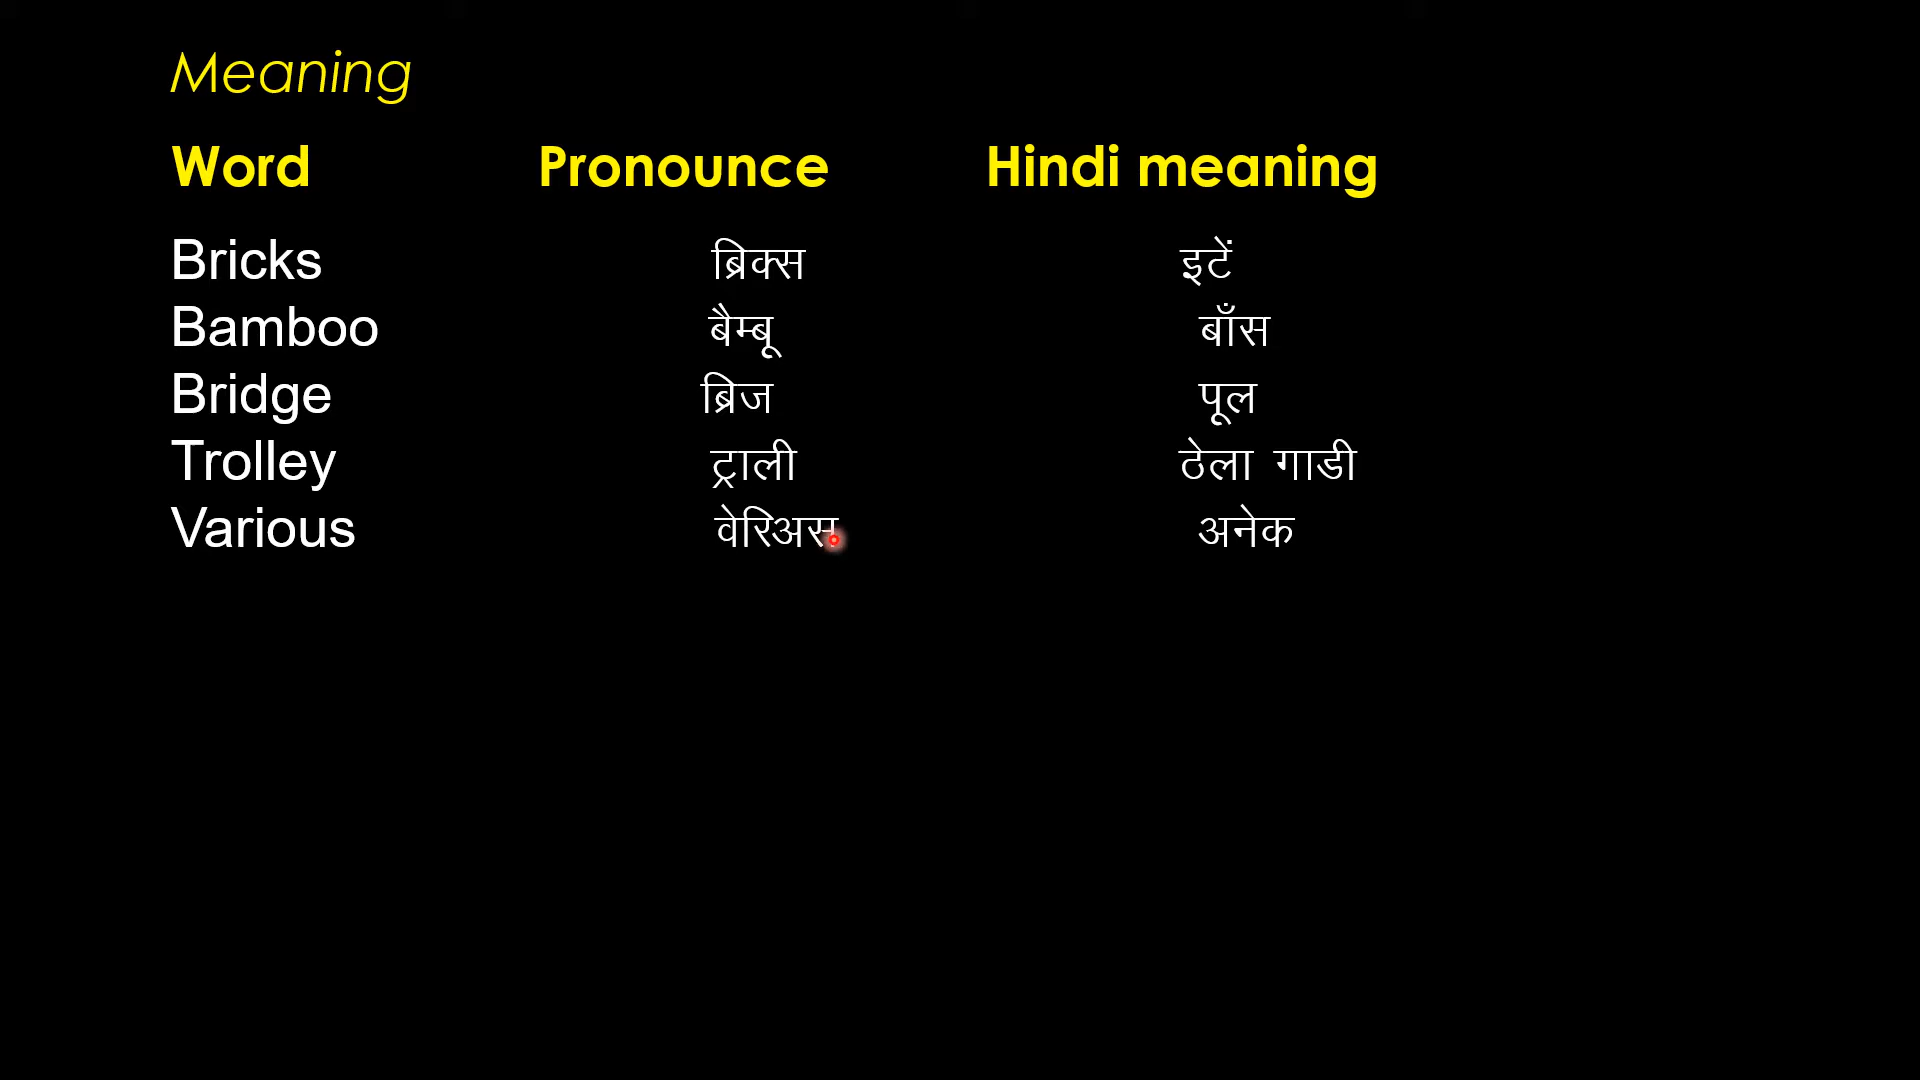 Meaning
Word Pronounce Hindi meaning
Bricks ब्रिक्स इटें
Bamboo बैम्बू बाँस
Bridge ब्रिज पूल
Trolley ट्राली ठेला गाडी
Various वेरिअस अनेक